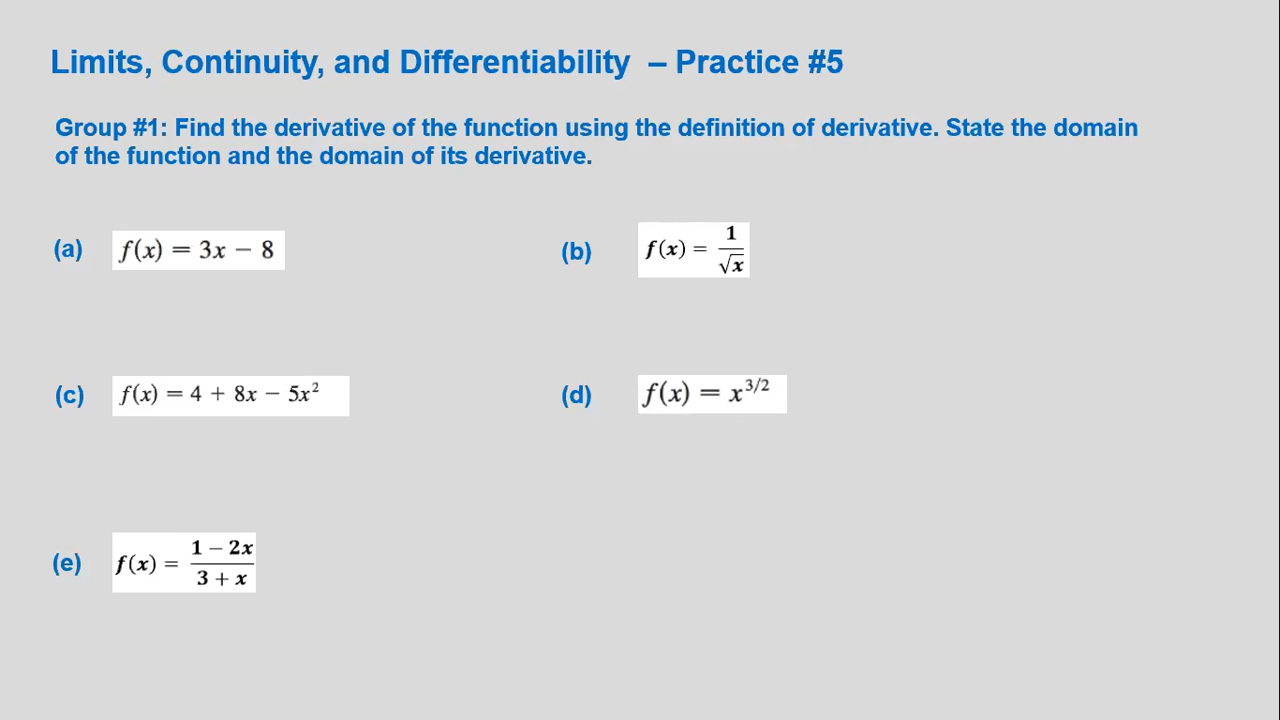 Limits, Continuity, and Differentiability – Practice #5
Group #1: Find the derivative of the function using the definition of derivative. State the domain
of the function and the domain of its derivative.
(a) f(x) = 3x − 8
(b) f(x) = 1/√x
(c) f(x) = 4 + 8x − 5x²
(d) f(x) = x^{3/2}
(e) f(x) = (1 − 2x)/(3 + x)